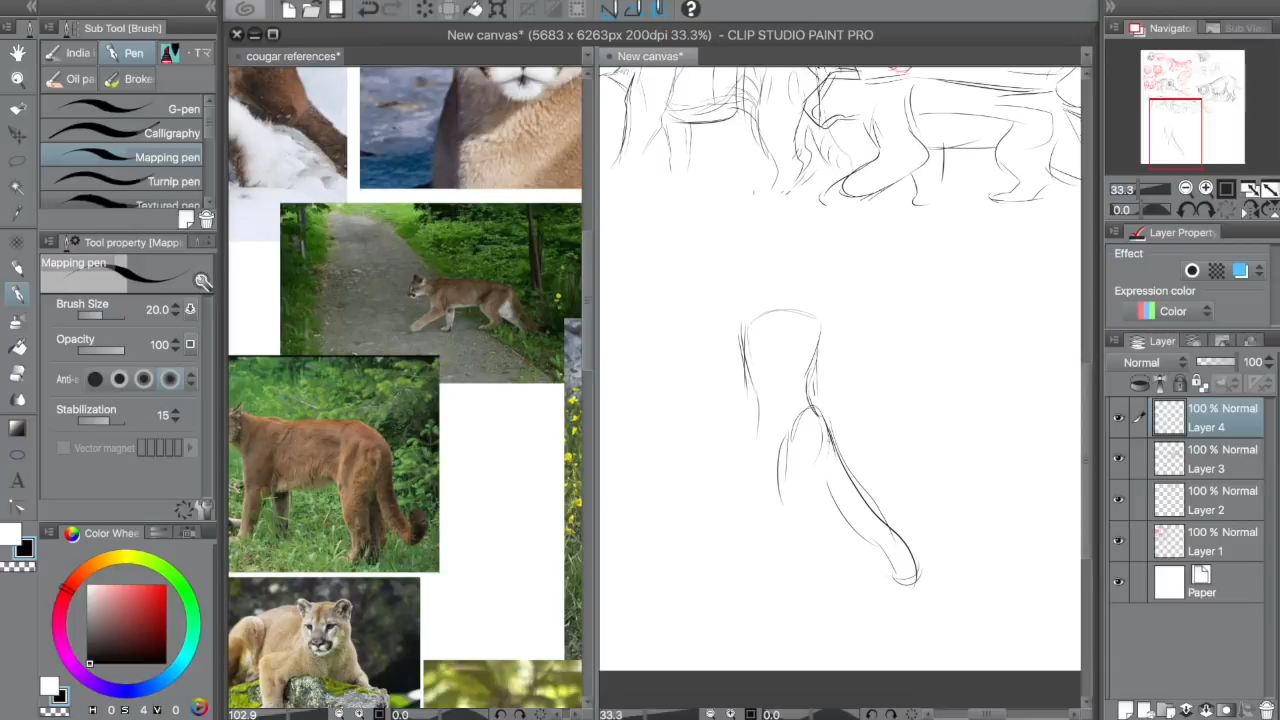 New canvas* (5683 x 6263px 200dpi 33.3%)  - CLIP STUDIO PAINT PRO
Sub Tool [Brush]
India
Pen
Oil pa
Broke
G-pen
Calligraphy
Mapping pen
Turnip pen
Textured pen
Tool property [Mappi
Mapping pen
Brush Size
20.0
Opacity
100
Anti-a
Stabilization
15
Vector magnet
Color Whe
H 0 S 4 V 0
cougar references*
New canvas*
102.9
0.0
33.3
0.0
Navigato
Sub View
33.3
0.0
Layer Property
Effect
Expression color
Color
Layer
Normal
100
100 % Normal
Layer 4
100 % Normal
Layer 3
100 % Normal
Layer 2
100 % Normal
Layer 1
Paper